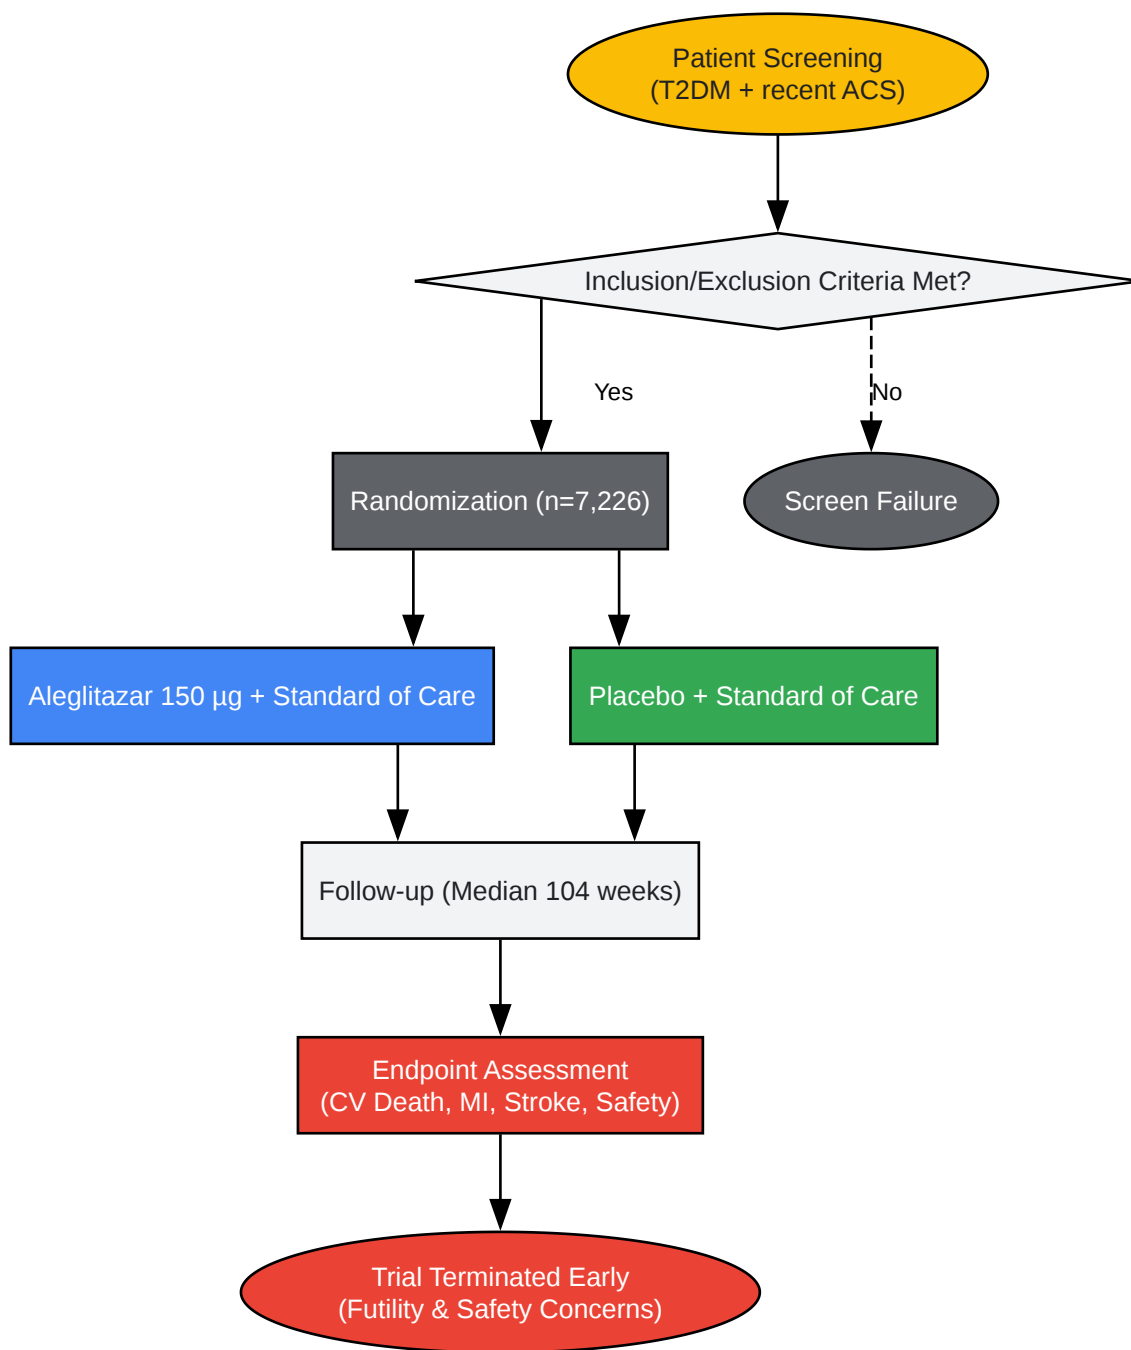 Patient Screening
(T2DM + recent ACS)
Inclusion/Exclusion Criteria Met?
Yes
No
Randomization (n=7,226)
Screen Failure
Aleglitazar 150 µg + Standard of Care
Placebo + Standard of Care
Follow-up (Median 104 weeks)
Endpoint Assessment
(CV Death, MI, Stroke, Safety)
Trial Terminated Early
(Futility & Safety Concerns)